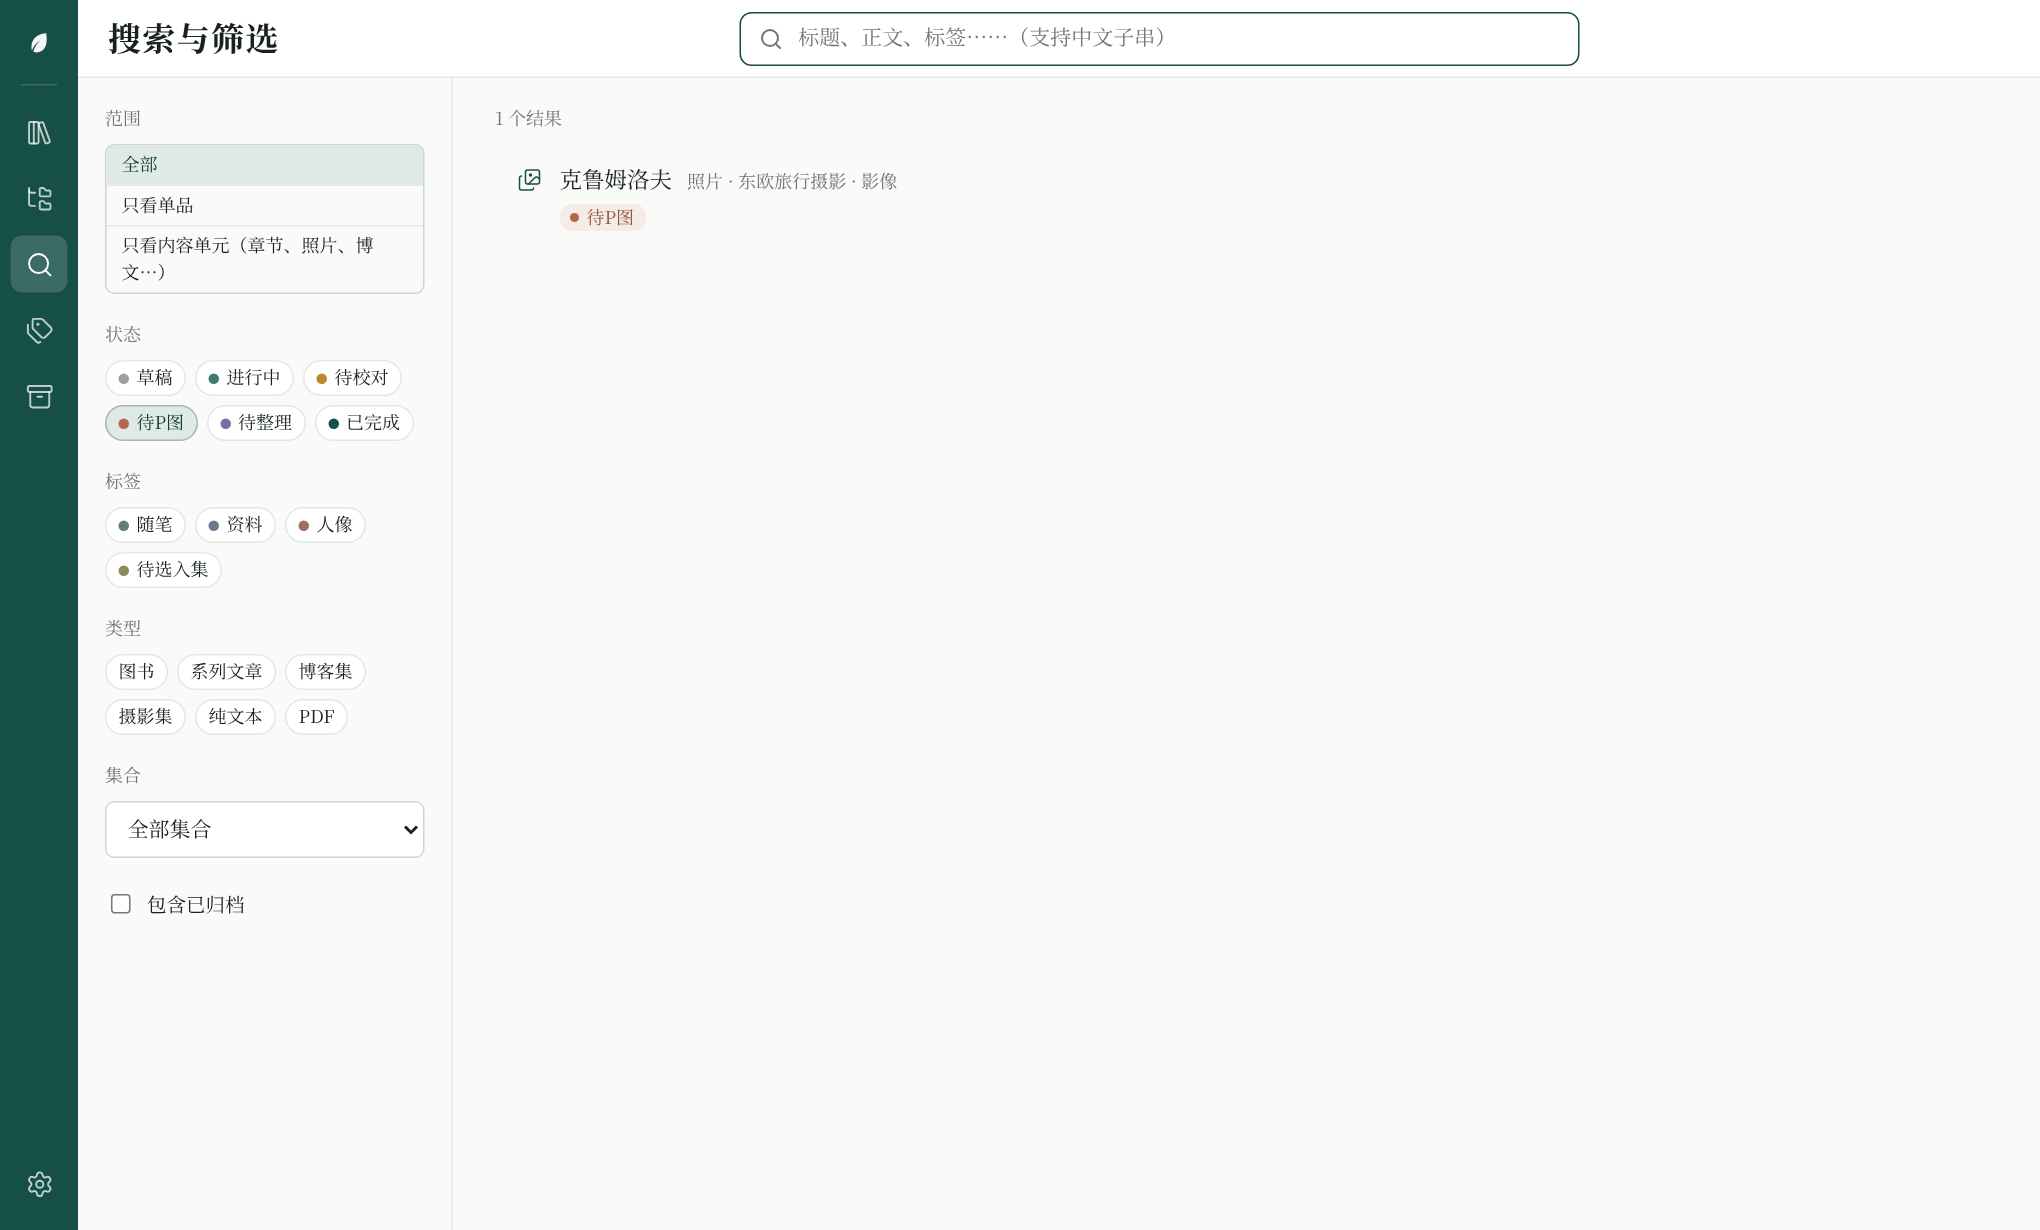 搜索与筛选
标题、正文、标签……（支持中文子串）
范围
全部
只看单品
只看内容单元（章节、照片、博
文…）
状态
草稿 进行中 待校对
待P图 待整理 已完成
标签
随笔 资料 人像
待选入集
类型
图书 系列文章 博客集
摄影集 纯文本 PDF
集合
全部集合
包含已归档
1 个结果
克鲁姆洛夫 照片 · 东欧旅行摄影 · 影像
待P图